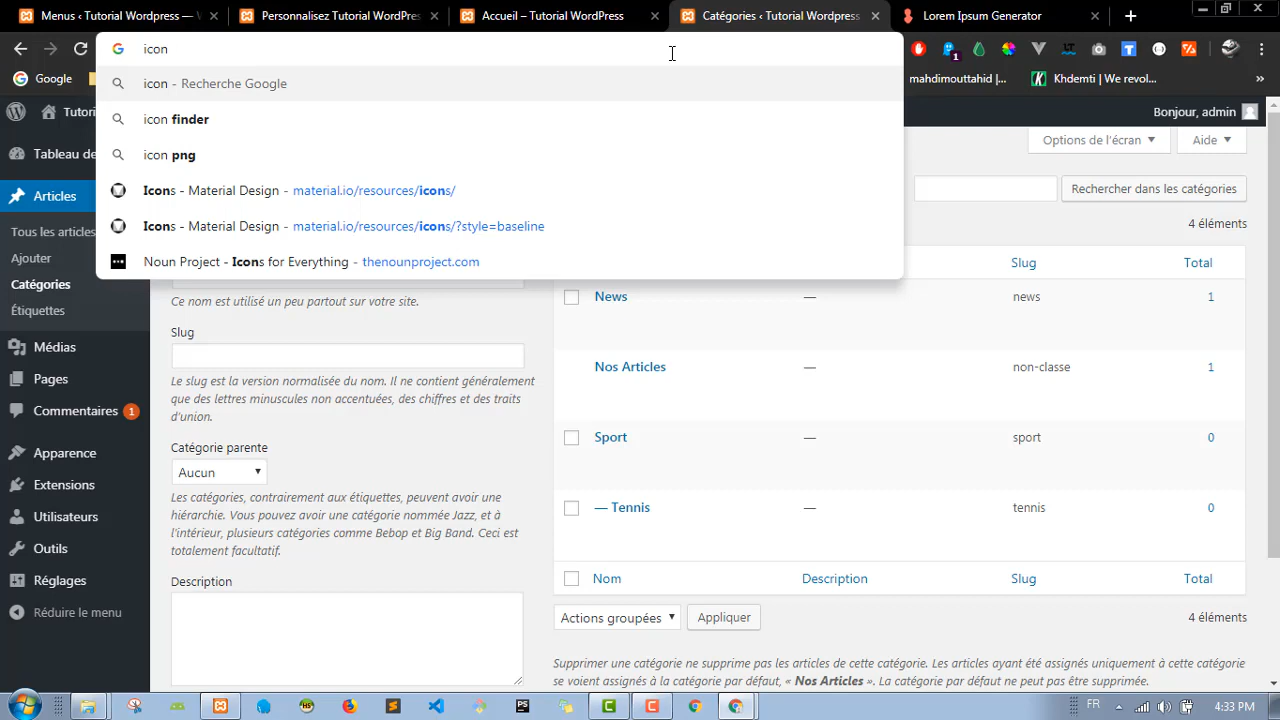 Menus ‹ Tutorial WordPress —
Personnalisez Tutorial WordPres
Accueil – Tutorial WordPress
Catégories ‹ Tutorial Wordpress
Lorem Ipsum Generator
icon
icon - Recherche Google
icon finder
icon png
Icons - Material Design - material.io/resources/icons/
Icons - Material Design - material.io/resources/icons/?style=baseline
Noun Project - Icons for Everything - thenounproject.com
1
Google
mahdimouttahid |...
Khdemti | We revol...
»
Tutori
Bonjour, admin
Options de l'écran
Aide
Rechercher dans les catégories
4 éléments
Tableau de
Articles
Tous les articles
Ajouter
Catégories
Étiquettes
Médias
Pages
Commentaires 1
Apparence
Extensions
Utilisateurs
Outils
Réglages
Réduire le menu
Ce nom est utilisé un peu partout sur votre site.
Slug
Le slug est la version normalisée du nom. Il ne contient généralement
que des lettres minuscules non accentuées, des chiffres et des traits
d'union.
Catégorie parente
Aucun
Les catégories, contrairement aux étiquettes, peuvent avoir une
hiérarchie. Vous pouvez avoir une catégorie nommée Jazz, et à
l'intérieur, plusieurs catégories comme Bebop et Big Band. Ceci est
totalement facultatif.
Description
Slug Total
News — news 1
Nos Articles — non-classe 1
Sport — sport 0
— Tennis — tennis 0
Nom Description Slug Total
Actions groupées
Appliquer
4 éléments
Supprimer une catégorie ne supprime pas les articles de cette catégorie. Les articles ayant été assignés uniquement à cette catégorie
se voient assignés à la catégorie par défaut, « Nos Articles ». La catégorie par défaut ne peut pas être supprimée.
FR
4:33 PM